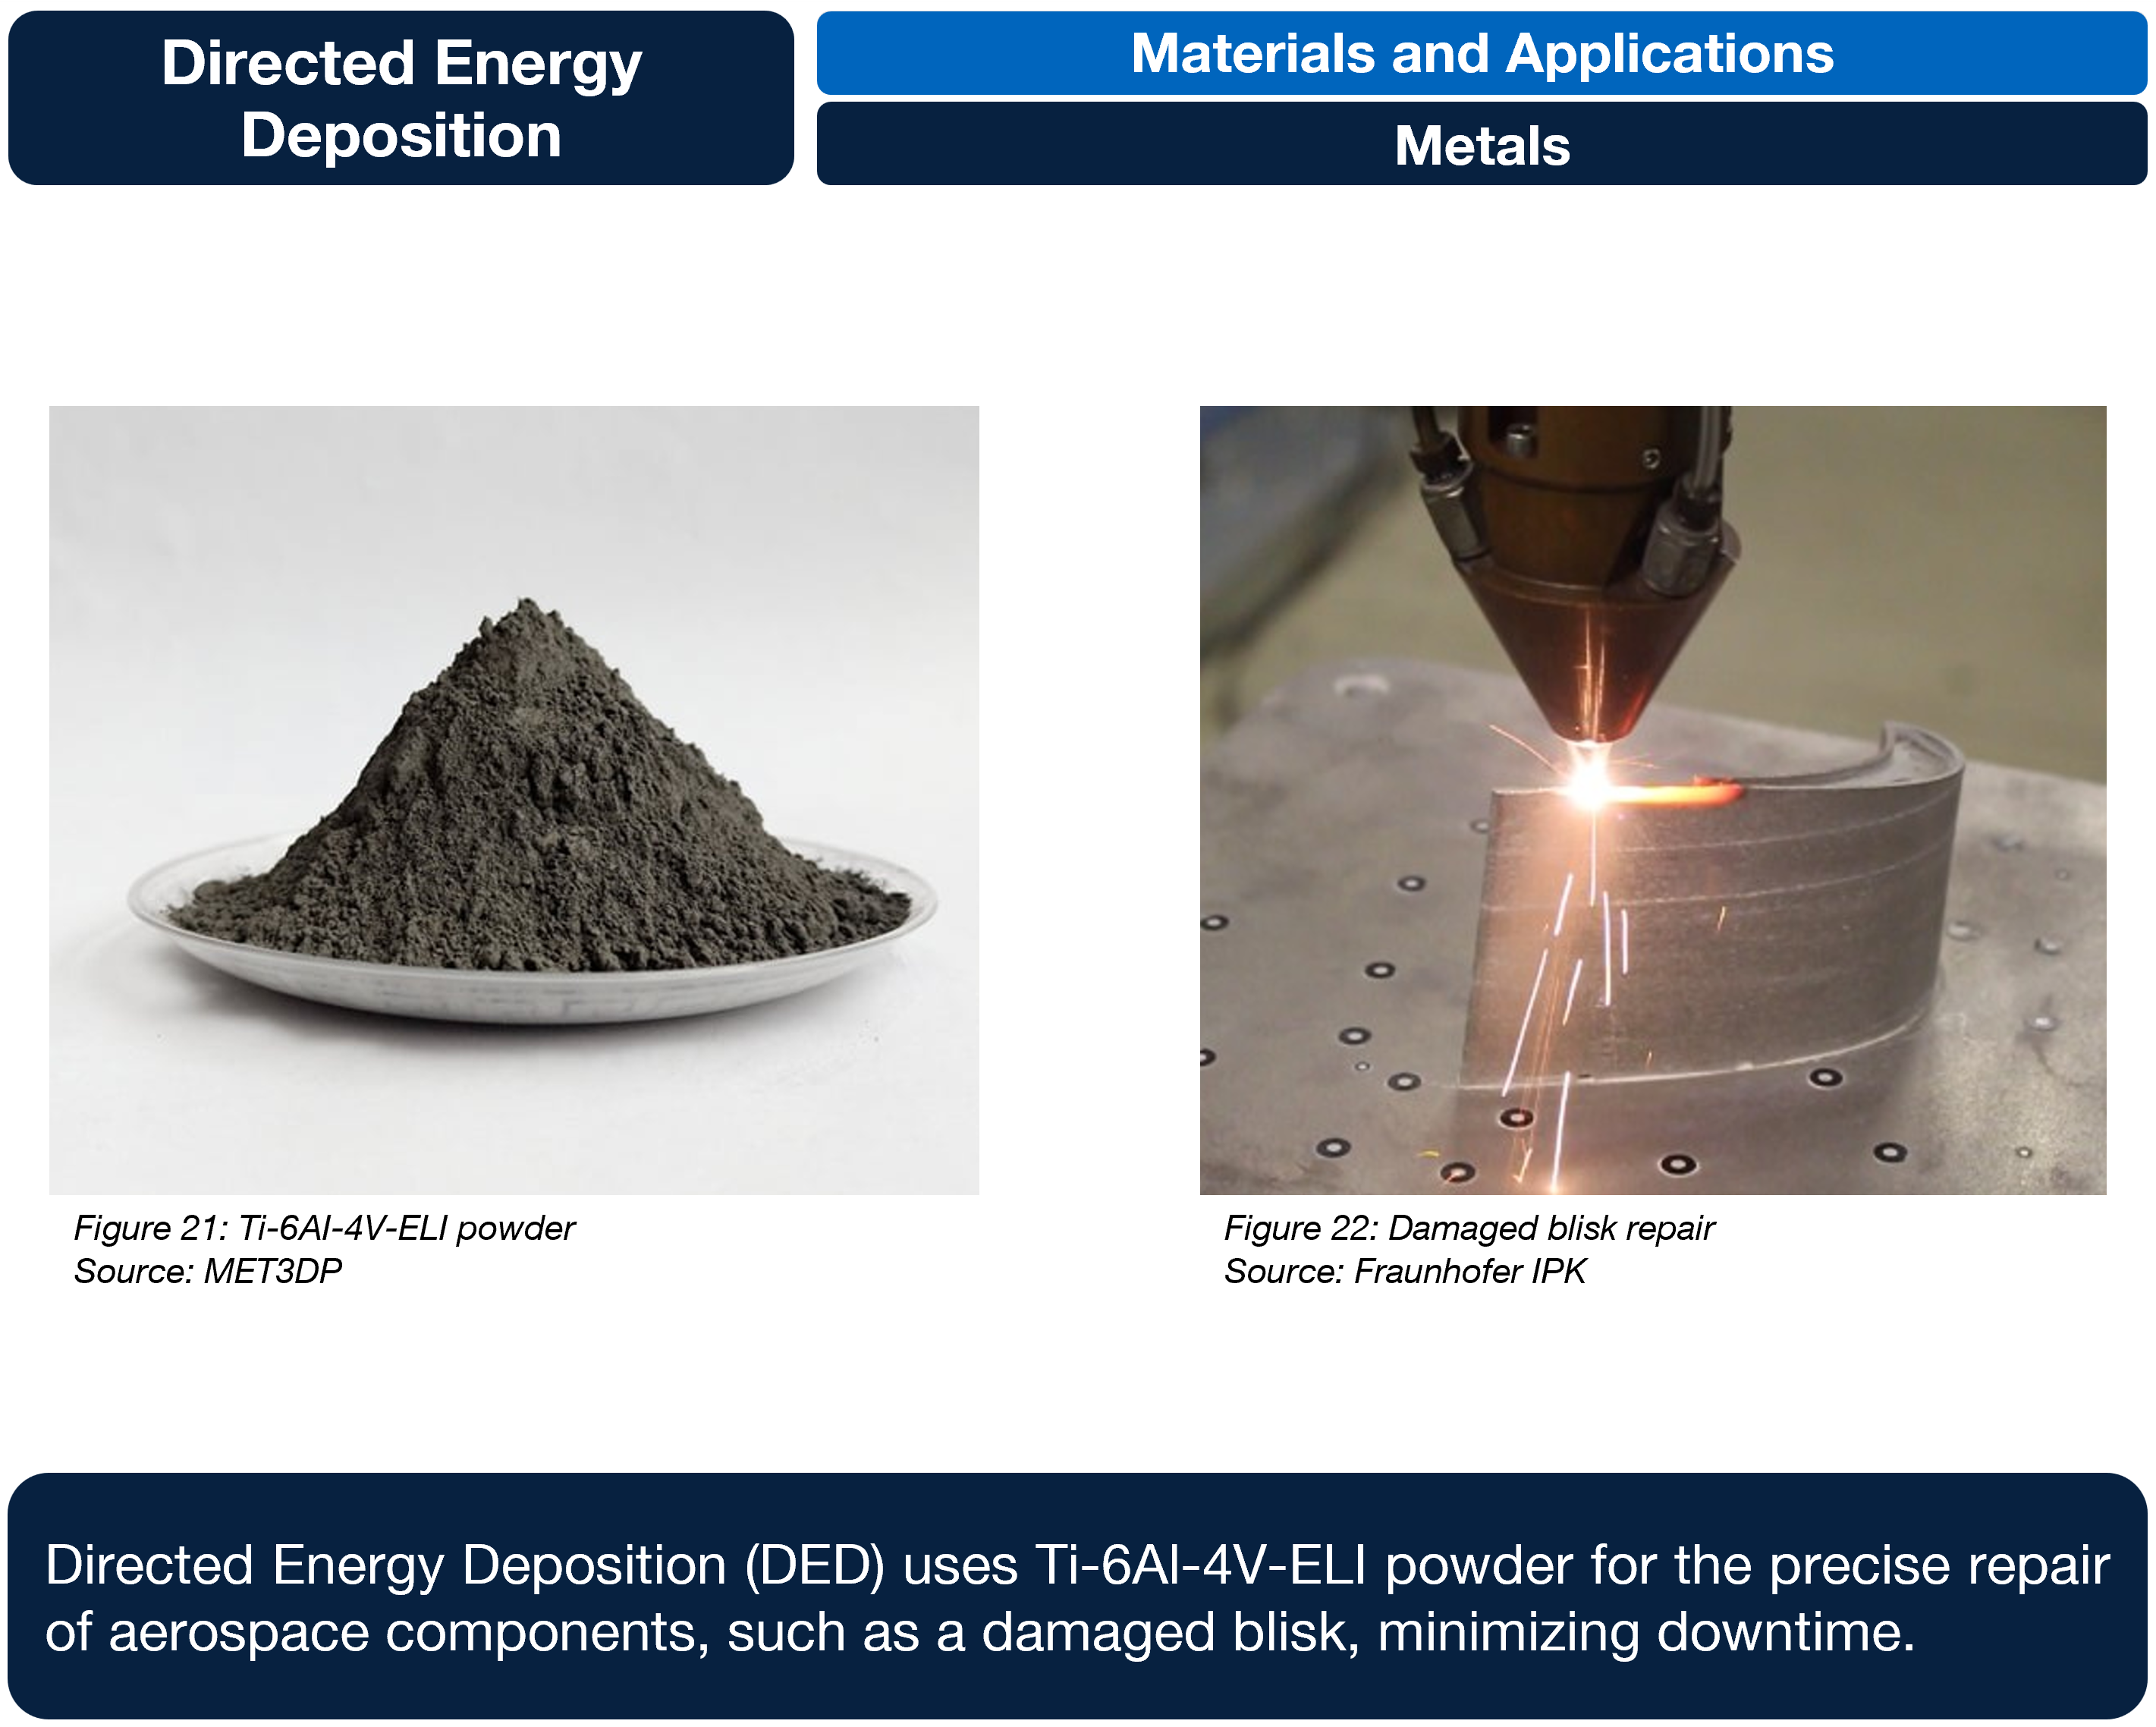 Directed Energy
Deposition
Materials and Applications
Metals
Figure 21: Ti-6Al-4V-ELI powder
Source: MET3DP
Figure 22: Damaged blisk repair
Source: Fraunhofer IPK
Directed Energy Deposition (DED) uses Ti-6Al-4V-ELI powder for the precise repair
of aerospace components, such as a damaged blisk, minimizing downtime.